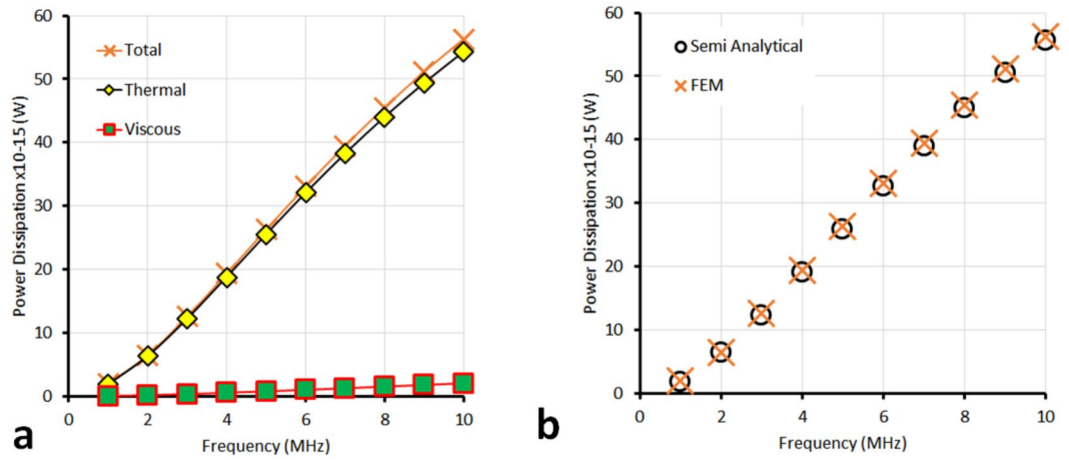 60
50
40
30
20
10
0
Power Dissipation x10-15 (W)
Total
Thermal
Viscous
0 2 4 6 8 10
Frequency (MHz)
a
60
50
40
30
20
10
0
Power Dissipation x10-15 (W)
Semi Analytical
FEM
0 2 4 6 8 10
Frequency (MHz)
b